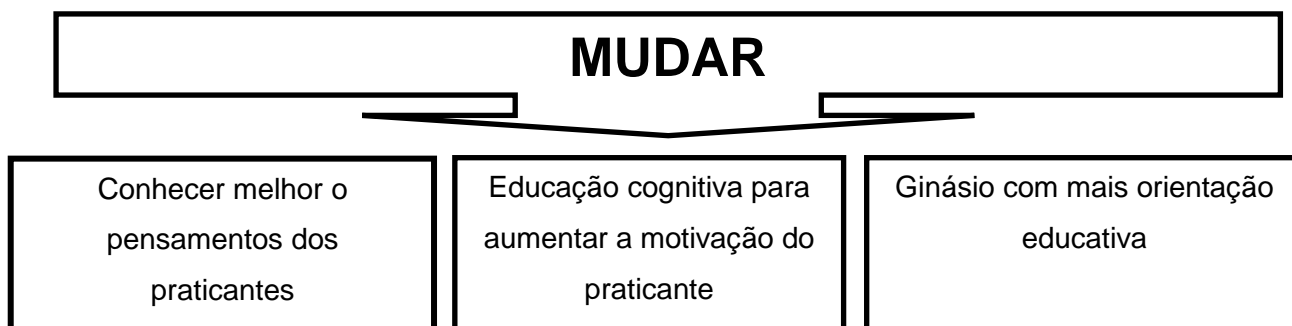 MUDAR
Conhecer melhor o
pensamentos dos
praticantes
Educação cognitiva para
aumentar a motivação do
praticante
Ginásio com mais orientação
educativa